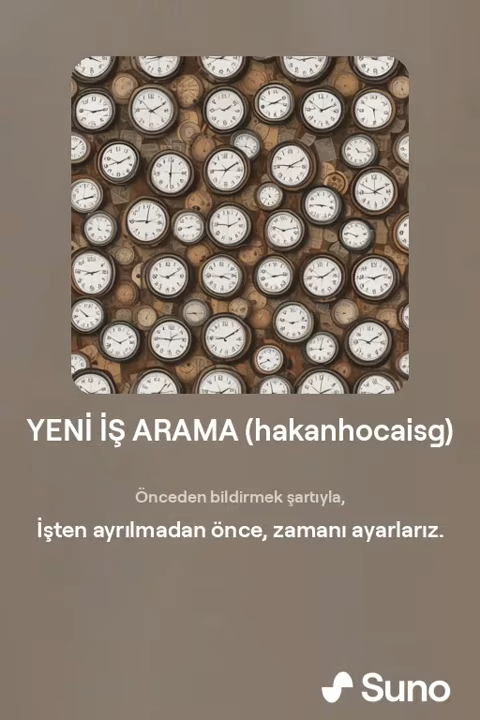 YENİ İŞ ARAMA (hakanhocaisg)
Önceden bildirmek şartıyla,
İşten ayrılmadan önce, zamanı ayarlarız.
Suno